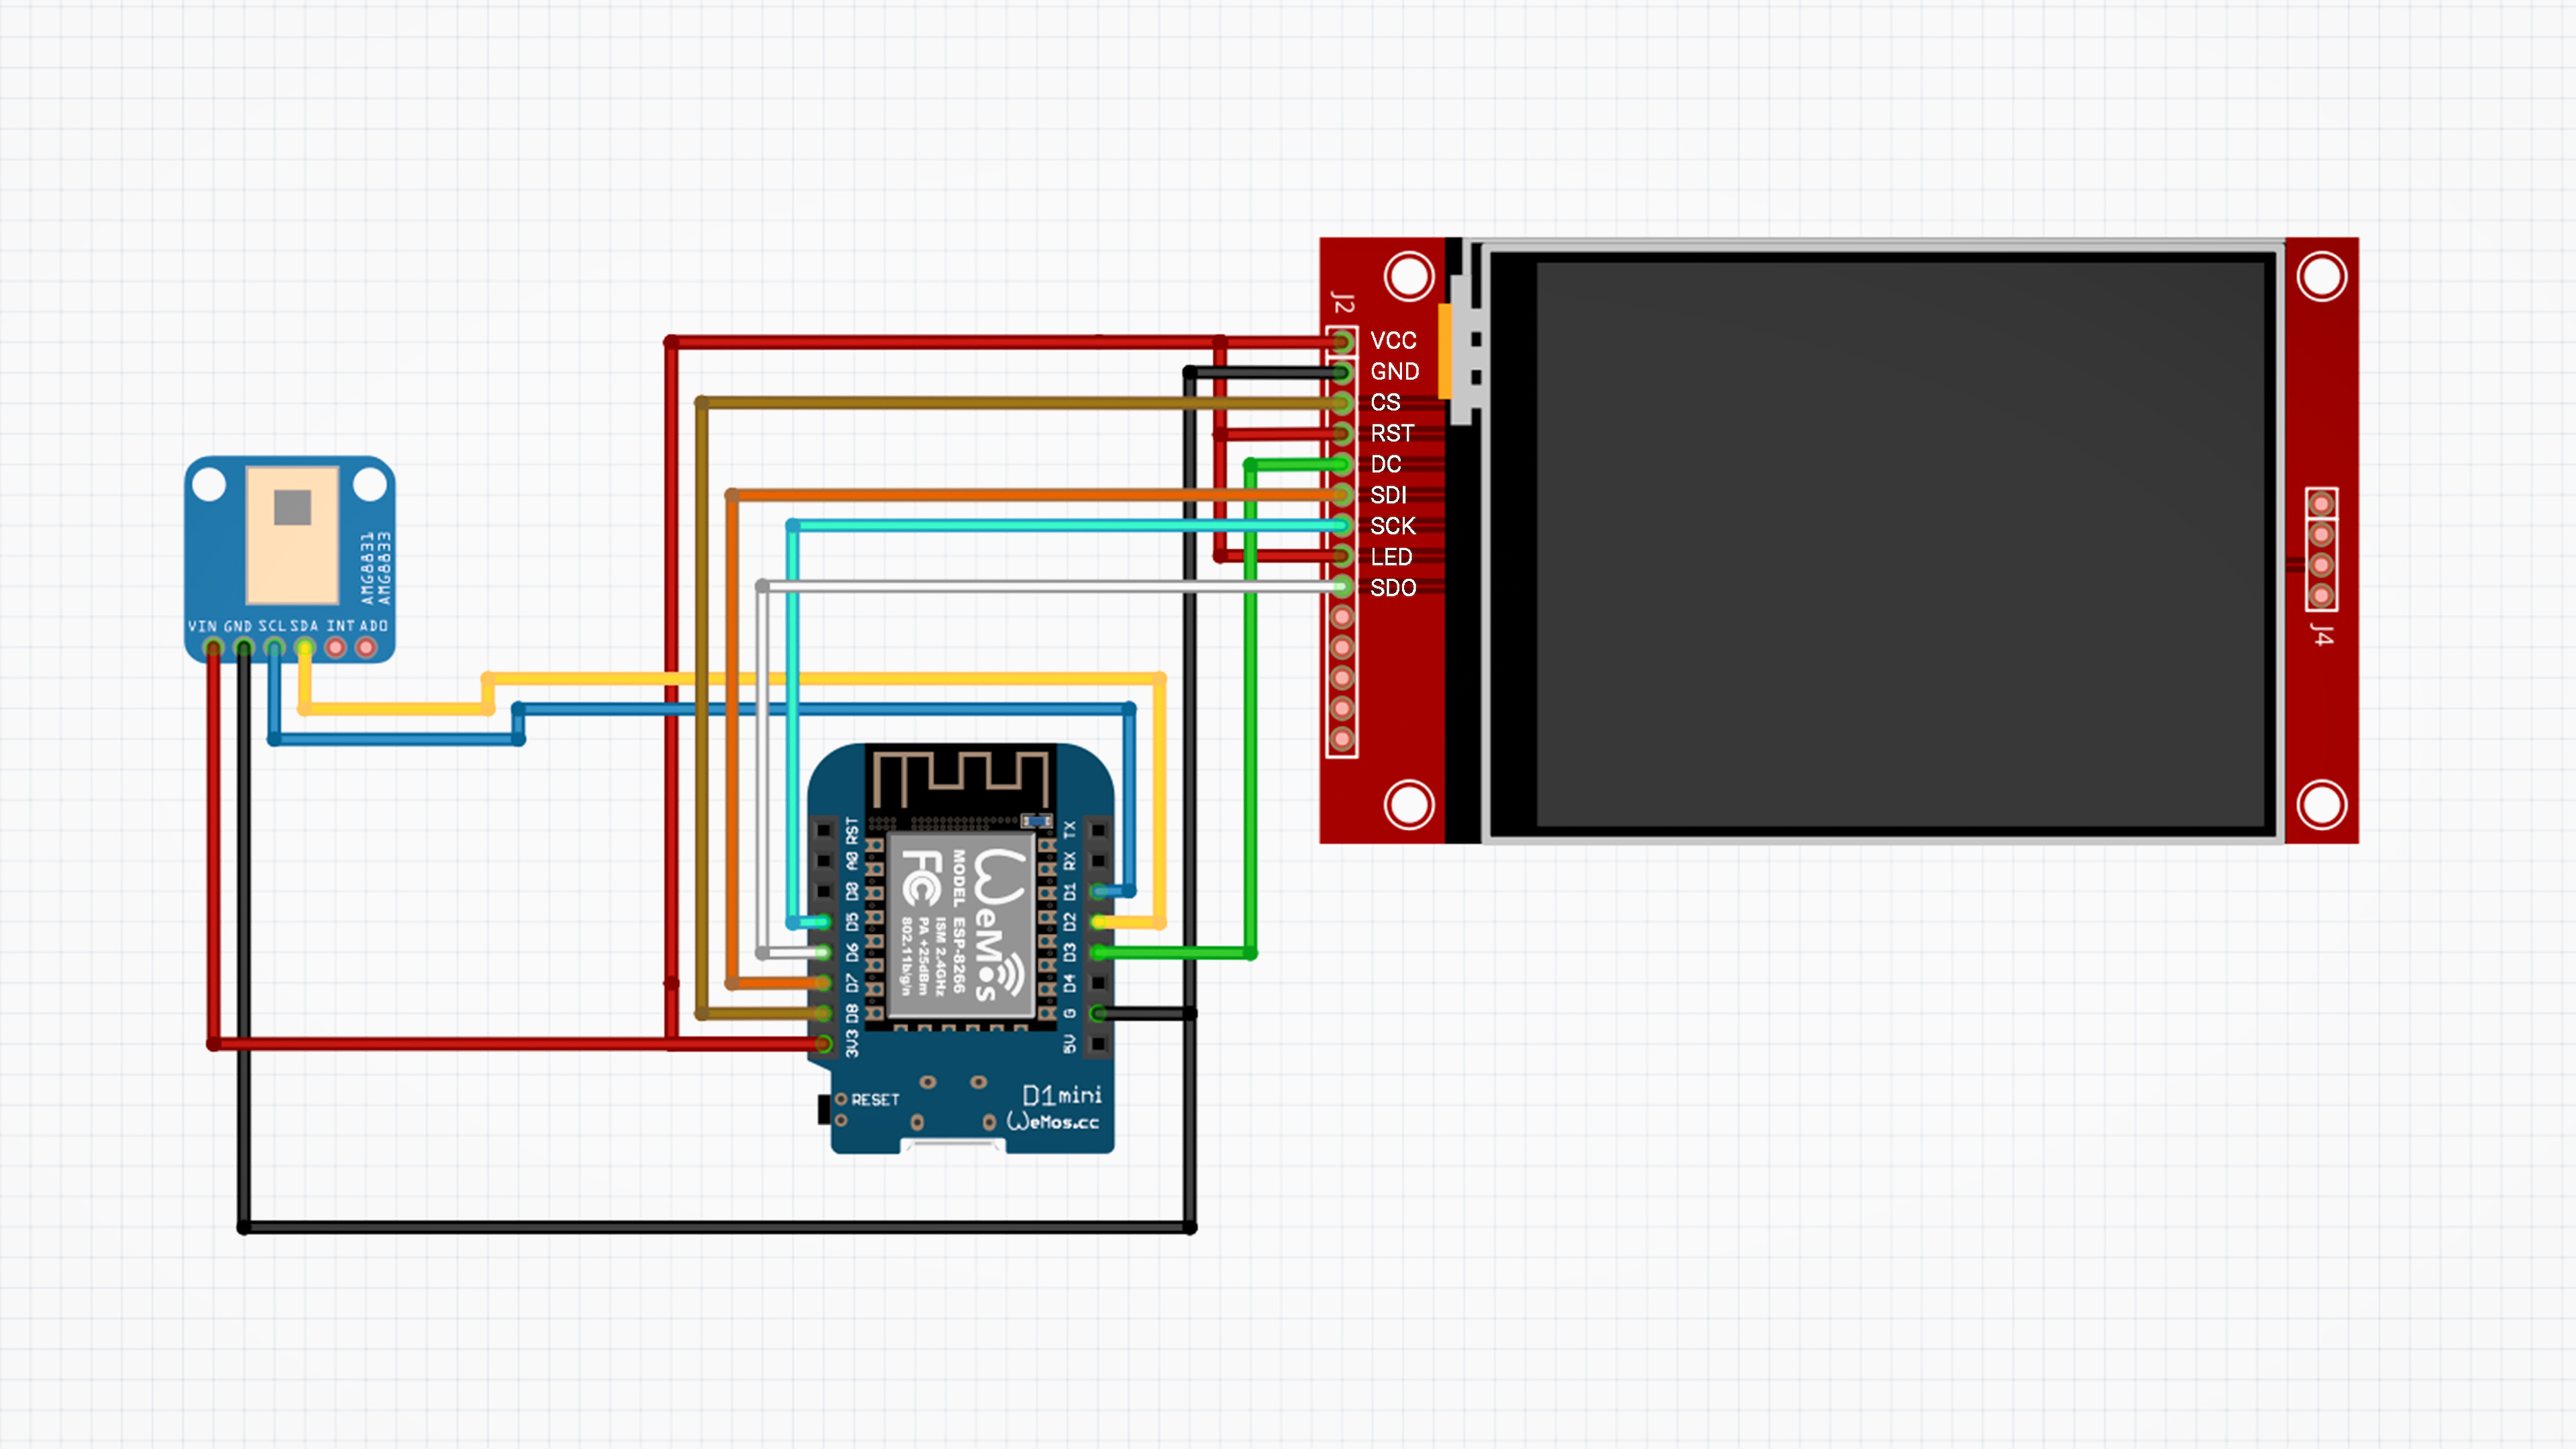 J2
VCC
GND
CS
RST
DC
SDI
SCK
LED
SDO
J4
AMG8831
AMG8833
VIN GND SCL SDA INT ADO
RST
A0
D0
D5
D6
D7
D8
3V3
TX
RX
D1
D2
D3
D4
G
5V
WeMos
MODEL ESP-8266
ISM 2.4GHz
PA +25dBm
802.11b/g/n
FC
RESET
D1mini
WeMos.cc